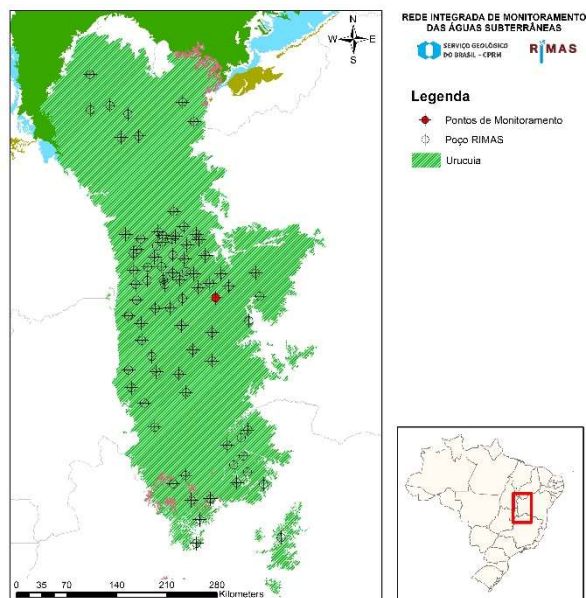 N
W E
S
REDE INTEGRADA DE MONITORAMENTO
DAS ÁGUAS SUBTERRÂNEAS
SERVIÇO GEOLÓGICO
DO BRASIL - CPRM
RIMAS
Legenda
Pontos de Monitoramento
Poço RIMAS
Urucuia
0 35 70 140 210 280
Kilometers